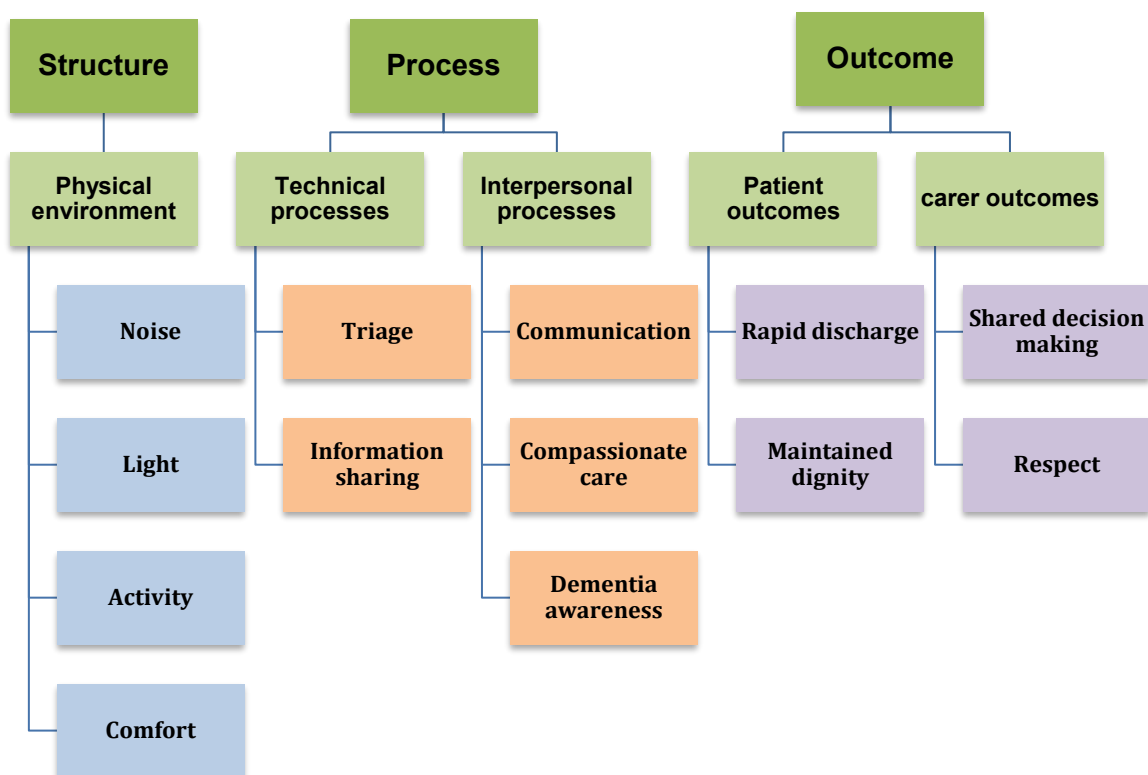 Structure
Process
Outcome
Physical
environment
Technical
processes
Interpersonal
processes
Patient
outcomes
carer outcomes
Noise
Triage
Communication
Rapid discharge
Shared decision
making
Light
Information
sharing
Compassionate
care
Maintained
dignity
Respect
Activity
Dementia
awareness
Comfort